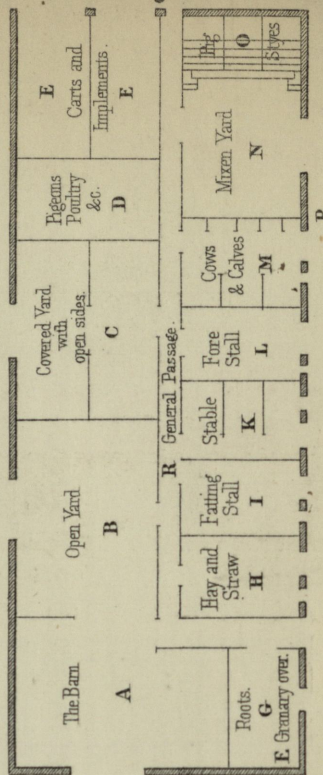 E
Carts and
Implements.
E
Pigeons
Poultry
&c.
D
Covered Yard
with
open sides.
C
Open Yard
B
The Barn
A
General Passage.
R
Pig
O
Styes
Mixen Yard
N
Cows
& Calves
M
Fore
Stall
L
Stable
K
Fatting
Stall
I
Hay and
Straw
H
Roots.
G
F Granary over.
P